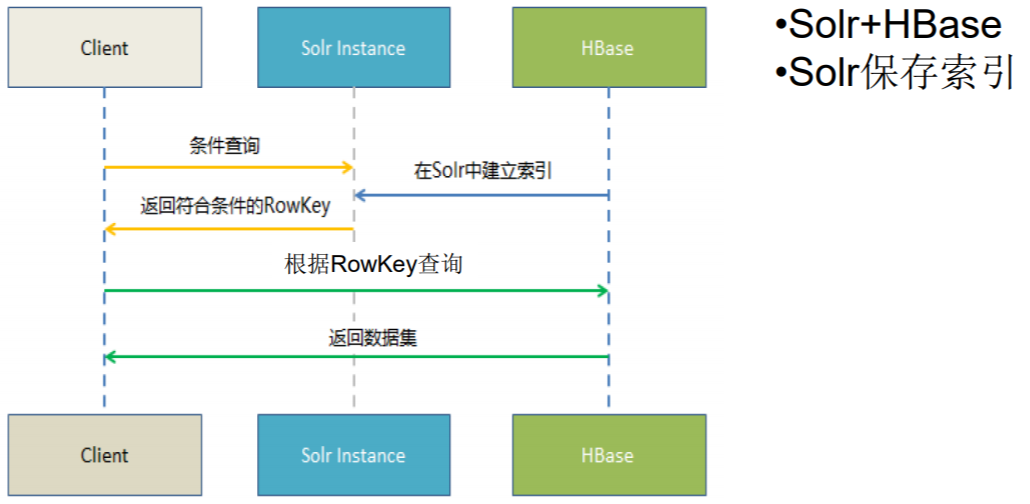 Client
Solr Instance
HBase
•Solr+HBase
•Solr保存索引
条件查询
在Solr中建立索引
返回符合条件的RowKey
根据RowKey查询
返回数据集
Client
Solr Instance
HBase